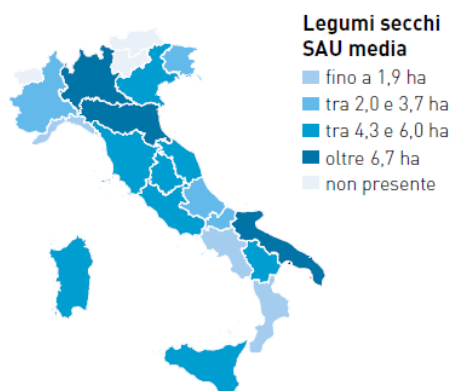 Legumi secchi
SAU media
fino a 1,9 ha
tra 2,0 e 3,7 ha
tra 4,3 e 6,0 ha
oltre 6,7 ha
non presente